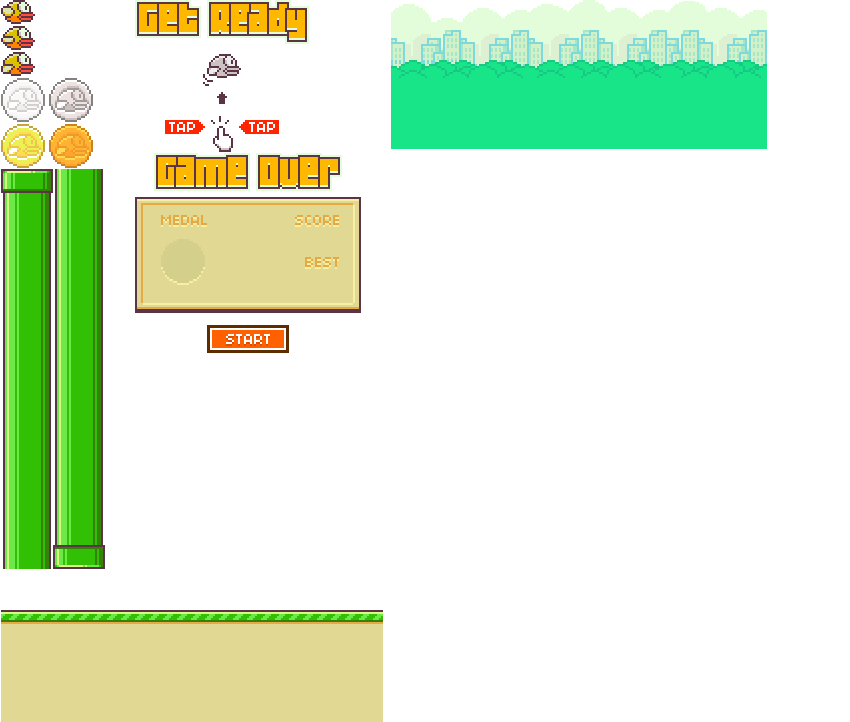 Get Ready
TAP TAP
Game Over
MEDAL SCORE
BEST
START